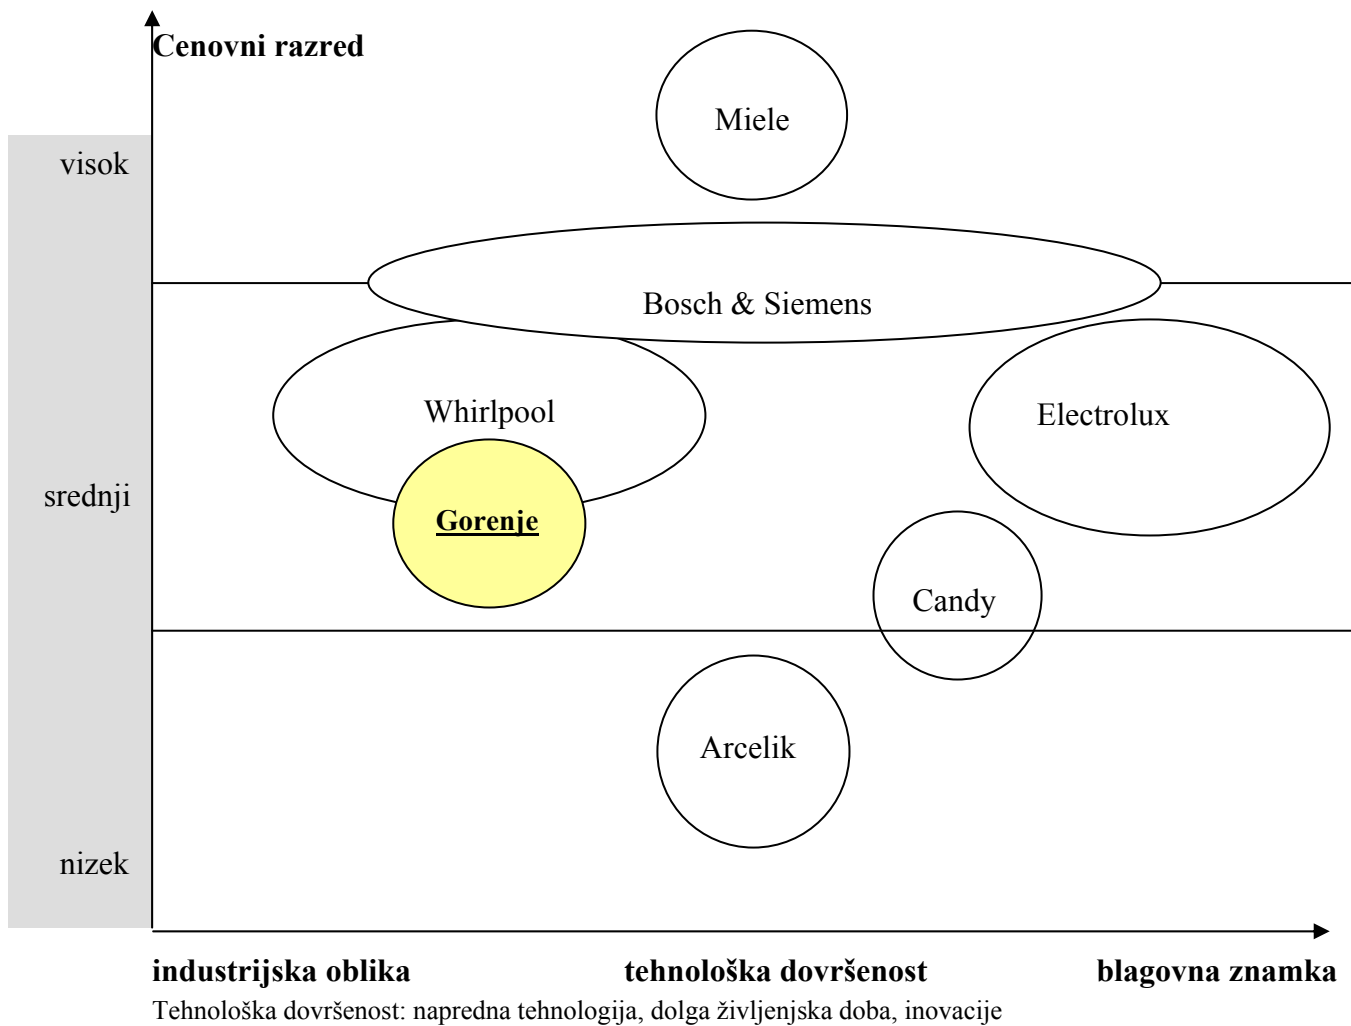 Cenovni razred
Miele
visok
Bosch & Siemens
Whirlpool
Electrolux
srednji
Gorenje
Candy
Arcelik
nizek
industrijska oblika
tehnološka dovršenost
blagovna znamka
Tehnološka dovršenost: napredna tehnologija, dolga življenjska doba, inovacije